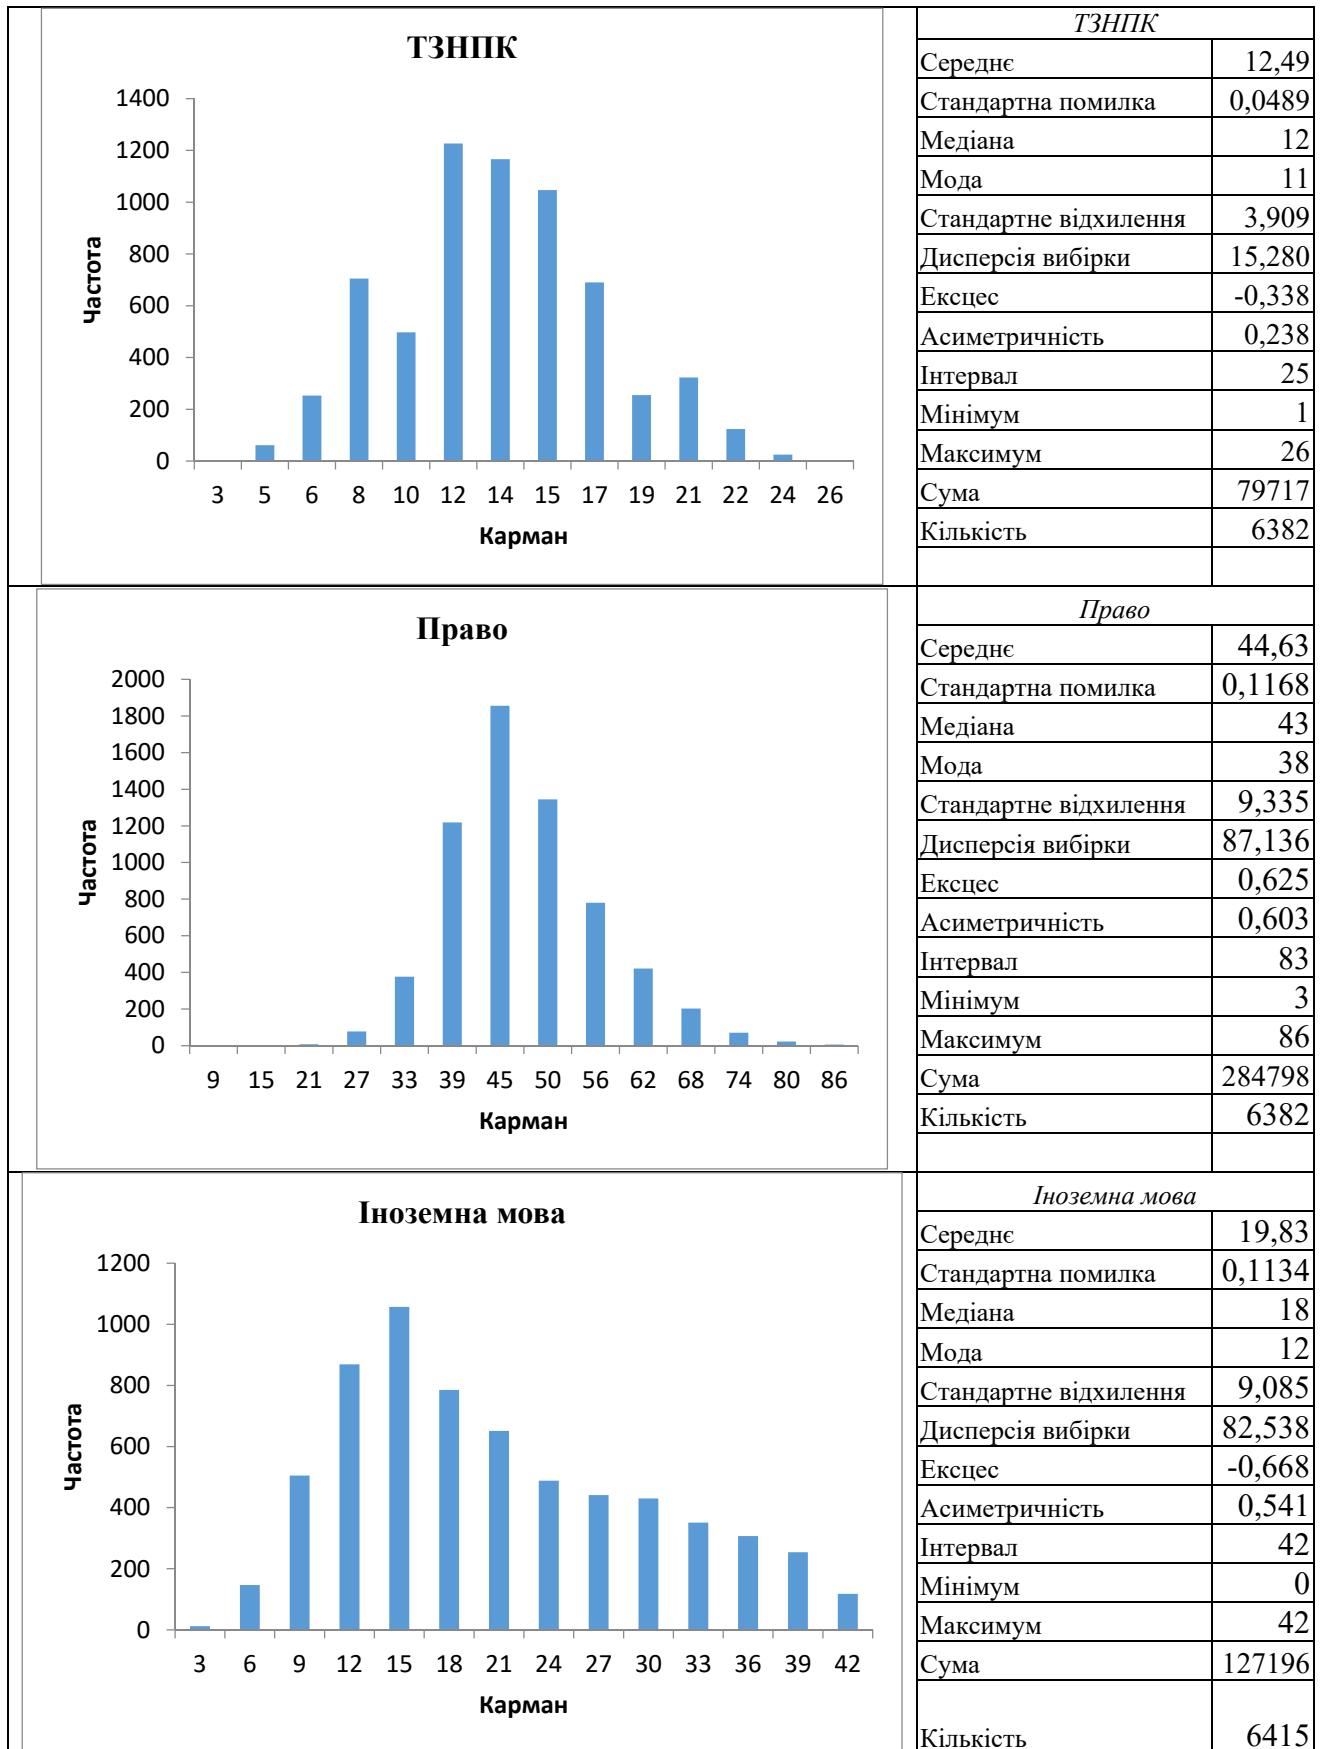 ТЗНПК
1400
1200
1000
800
600
400
200
0
Частота
3 5 6 8 10 12 14 15 17 19 21 22 24 26
Карман
ТЗНПК
Середнє 12,49
Стандартна помилка 0,0489
Медіана 12
Мода 11
Стандартне відхилення 3,909
Дисперсія вибірки 15,280
Ексцес -0,338
Асиметричність 0,238
Інтервал 25
Мінімум 1
Максимум 26
Сума 79717
Кількість 6382
Право
2000
1800
1600
1400
1200
1000
800
600
400
200
0
Частота
9 15 21 27 33 39 45 50 56 62 68 74 80 86
Карман
Право
Середнє 44,63
Стандартна помилка 0,1168
Медіана 43
Мода 38
Стандартне відхилення 9,335
Дисперсія вибірки 87,136
Ексцес 0,625
Асиметричність 0,603
Інтервал 83
Мінімум 3
Максимум 86
Сума 284798
Кількість 6382
Іноземна мова
1200
1000
800
600
400
200
0
Частота
3 6 9 12 15 18 21 24 27 30 33 36 39 42
Карман
Іноземна мова
Середнє 19,83
Стандартна помилка 0,1134
Медіана 18
Мода 12
Стандартне відхилення 9,085
Дисперсія вибірки 82,538
Ексцес -0,668
Асиметричність 0,541
Інтервал 42
Мінімум 0
Максимум 42
Сума 127196
Кількість 6415